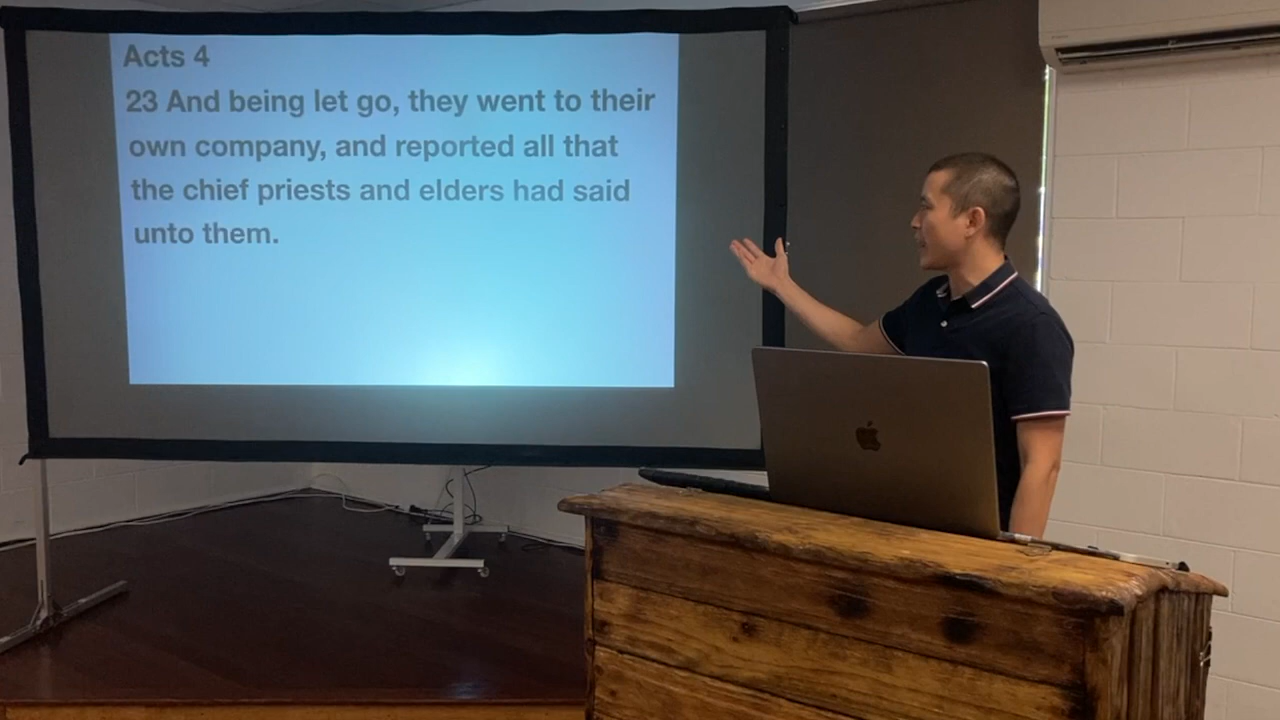 Acts 4
23 And being let go, they went to their
own company, and reported all that
the chief priests and elders had said
unto them.